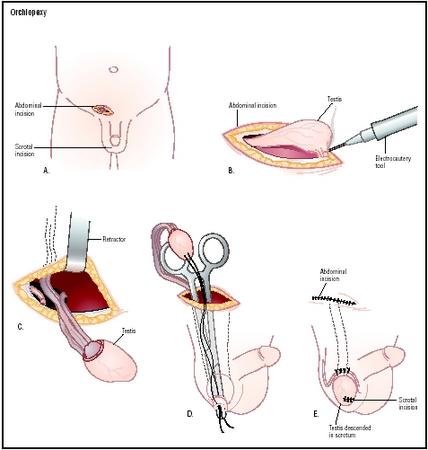 Orchiopexy
Abdominal
incision
Scrotal
incision
A.
Abdominal incision
Testis
Electrocautery
tool
B.
Retractor
C.
Testis
D.
Abdominal
incision
Scrotal
incision
E.
Testis descended
in scrotum